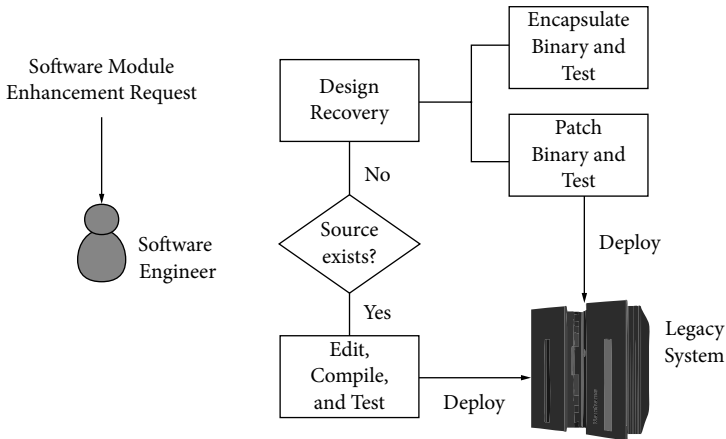 Software Module
Enhancement Request
Software
Engineer
Design
Recovery
Encapsulate
Binary and
Test
Patch
Binary and
Test
No
Source
exists?
Yes
Edit,
Compile,
and Test
Deploy
Deploy
Legacy
System